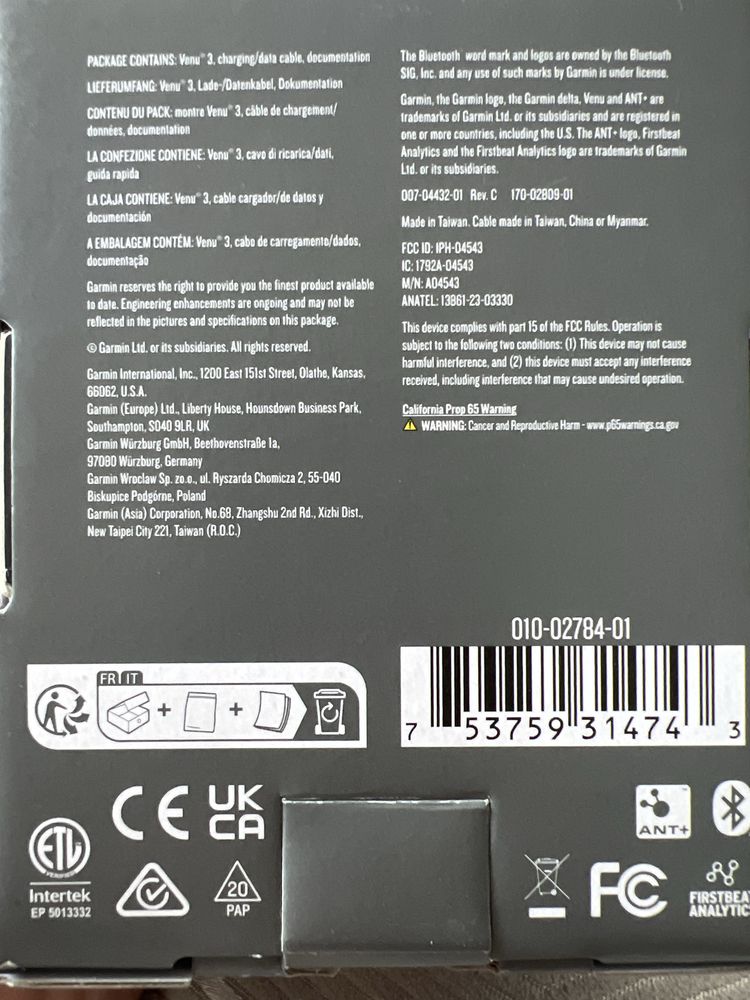 PACKAGE CONTAINS: Venu® 3, charging/data cable, documentation
LIEFERUMFANG: Venu® 3, Lade-/Datenkabel, Dokumentation
CONTENU DU PACK: montre Venu® 3, câble de chargement/
données, documentation
LA CONFEZIONE CONTIENE: Venu® 3, cavo di ricarica/dati,
guida rapida
LA CAJA CONTIENE: Venu® 3, cable cargador/de datos y
documentación
A EMBALAGEM CONTÉM: Venu® 3, cabo de carregamento/dados,
documentação
Garmin reserves the right to provide you the finest product available
to date. Engineering enhancements are ongoing and may not be
reflected in the pictures and specifications on this package.
© Garmin Ltd. or its subsidiaries. All rights reserved.
Garmin International, Inc., 1200 East 151st Street, Olathe, Kansas,
66062, U.S.A.
Garmin (Europe) Ltd., Liberty House, Hounsdown Business Park,
Southampton, SO40 9LR, UK
Garmin Würzburg GmbH, Beethovenstraße 1a,
97080 Würzburg, Germany
Garmin Wroclaw Sp. zo.o., ul. Ryszarda Chomicza 2, 55-040
Biskupice Podgórne, Poland
Garmin (Asia) Corporation, No.68, Zhangshu 2nd Rd., Xizhi Dist.,
New Taipei City 221, Taiwan (R.O.C.)
The Bluetooth® word mark and logos are owned by the Bluetooth
SIG, Inc. and any use of such marks by Garmin is under license.
Garmin, the Garmin logo, the Garmin delta, Venu and ANT+ are
trademarks of Garmin Ltd. or its subsidiaries and are registered in
one or more countries, including the U.S. The ANT+ logo, Firstbeat
Analytics and the Firstbeat Analytics logo are trademarks of Garmin
Ltd. or its subsidiaries.
007-04432-01 Rev. C 170-02809-01
Made in Taiwan. Cable made in Taiwan, China or Myanmar.
FCC ID: IPH-04543
IC: 1792A-04543
M/N: A04543
ANATEL: 13861-23-03330
This device complies with part 15 of the FCC Rules. Operation is
subject to the following two conditions: (1) This device may not cause
harmful interference, and (2) this device must accept any interference
received, including interference that may cause undesired operation.
California Prop 65 Warning
WARNING: Cancer and Reproductive Harm - www.p65warnings.ca.gov
010-02784-01
7 53759 31474 3
FR IT
CE UK
CA
ETL
VERIFIED
Intertek
EP 5013332
20
PAP
ANT+
FC
FIRSTBEAT
ANALYTIC